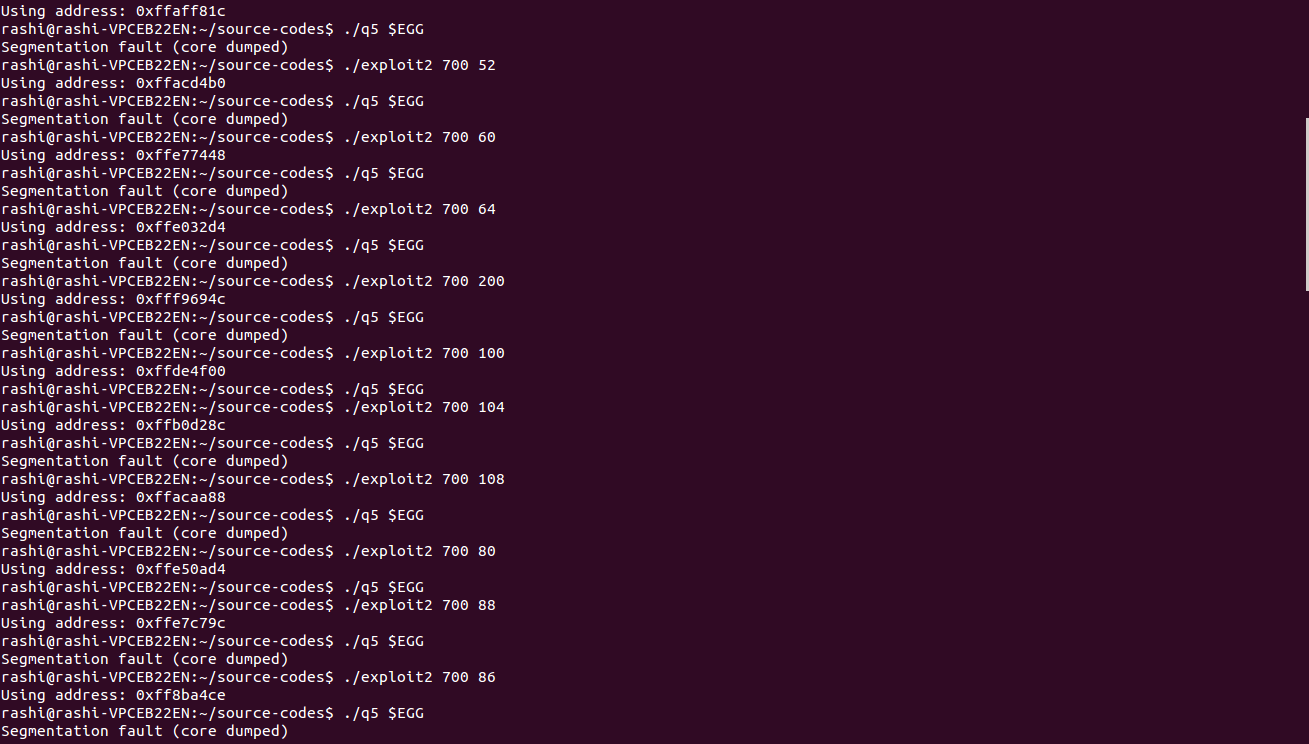 Using address: 0xffaff81c
rashi@rashi-VPCEB22EN:~/source-codes$ ./q5 $EGG
Segmentation fault (core dumped)
rashi@rashi-VPCEB22EN:~/source-codes$ ./exploit2 700 52
Using address: 0xffacd4b0
rashi@rashi-VPCEB22EN:~/source-codes$ ./q5 $EGG
Segmentation fault (core dumped)
rashi@rashi-VPCEB22EN:~/source-codes$ ./exploit2 700 60
Using address: 0xffe77448
rashi@rashi-VPCEB22EN:~/source-codes$ ./q5 $EGG
Segmentation fault (core dumped)
rashi@rashi-VPCEB22EN:~/source-codes$ ./exploit2 700 64
Using address: 0xffe032d4
rashi@rashi-VPCEB22EN:~/source-codes$ ./q5 $EGG
Segmentation fault (core dumped)
rashi@rashi-VPCEB22EN:~/source-codes$ ./exploit2 700 200
Using address: 0xfff9694c
rashi@rashi-VPCEB22EN:~/source-codes$ ./q5 $EGG
Segmentation fault (core dumped)
rashi@rashi-VPCEB22EN:~/source-codes$ ./exploit2 700 100
Using address: 0xffde4f00
rashi@rashi-VPCEB22EN:~/source-codes$ ./q5 $EGG
rashi@rashi-VPCEB22EN:~/source-codes$ ./exploit2 700 104
Using address: 0xffb0d28c
rashi@rashi-VPCEB22EN:~/source-codes$ ./q5 $EGG
Segmentation fault (core dumped)
rashi@rashi-VPCEB22EN:~/source-codes$ ./exploit2 700 108
Using address: 0xffacaa88
rashi@rashi-VPCEB22EN:~/source-codes$ ./q5 $EGG
Segmentation fault (core dumped)
rashi@rashi-VPCEB22EN:~/source-codes$ ./exploit2 700 80
Using address: 0xffe50ad4
rashi@rashi-VPCEB22EN:~/source-codes$ ./q5 $EGG
rashi@rashi-VPCEB22EN:~/source-codes$ ./exploit2 700 88
Using address: 0xffe7c79c
rashi@rashi-VPCEB22EN:~/source-codes$ ./q5 $EGG
Segmentation fault (core dumped)
rashi@rashi-VPCEB22EN:~/source-codes$ ./exploit2 700 86
Using address: 0xff8ba4ce
rashi@rashi-VPCEB22EN:~/source-codes$ ./q5 $EGG
Segmentation fault (core dumped)